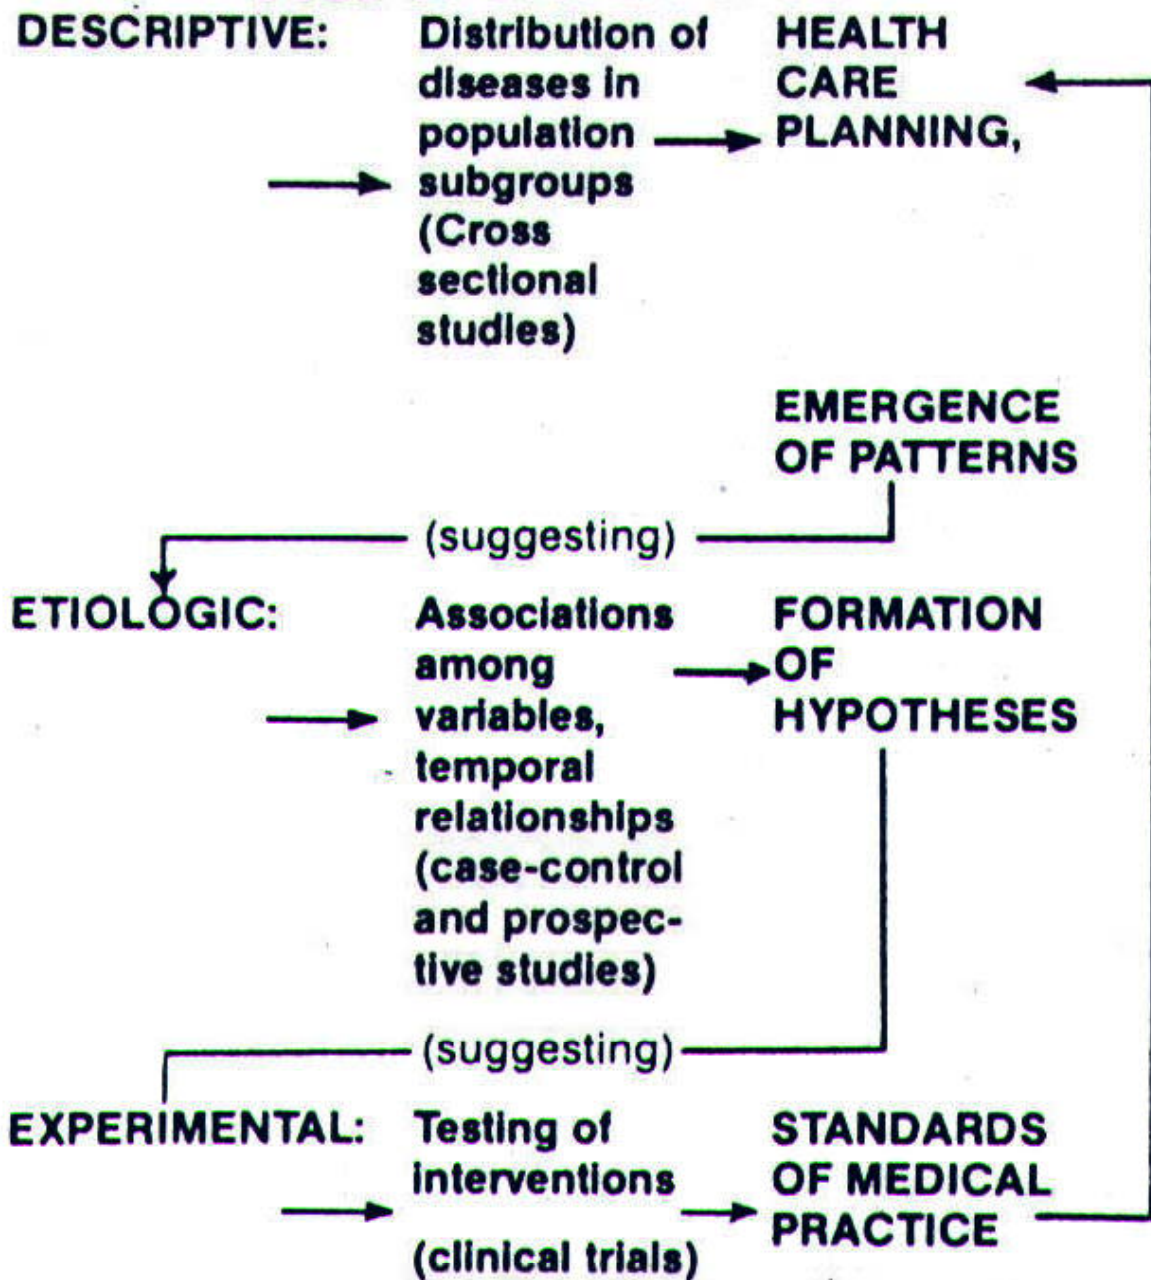 DESCRIPTIVE:
Distribution of
diseases in
population
subgroups
(Cross
sectional
studies)
HEALTH
CARE
PLANNING,
EMERGENCE
OF PATTERNS
(suggesting)
ETIOLOGIC:
Associations
among
variables,
temporal
relationships
(case-control
and prospec-
tive studies)
FORMATION
OF
HYPOTHESES
(suggesting)
EXPERIMENTAL:
Testing of
interventions
(clinical trials)
STANDARDS
OF MEDICAL
PRACTICE